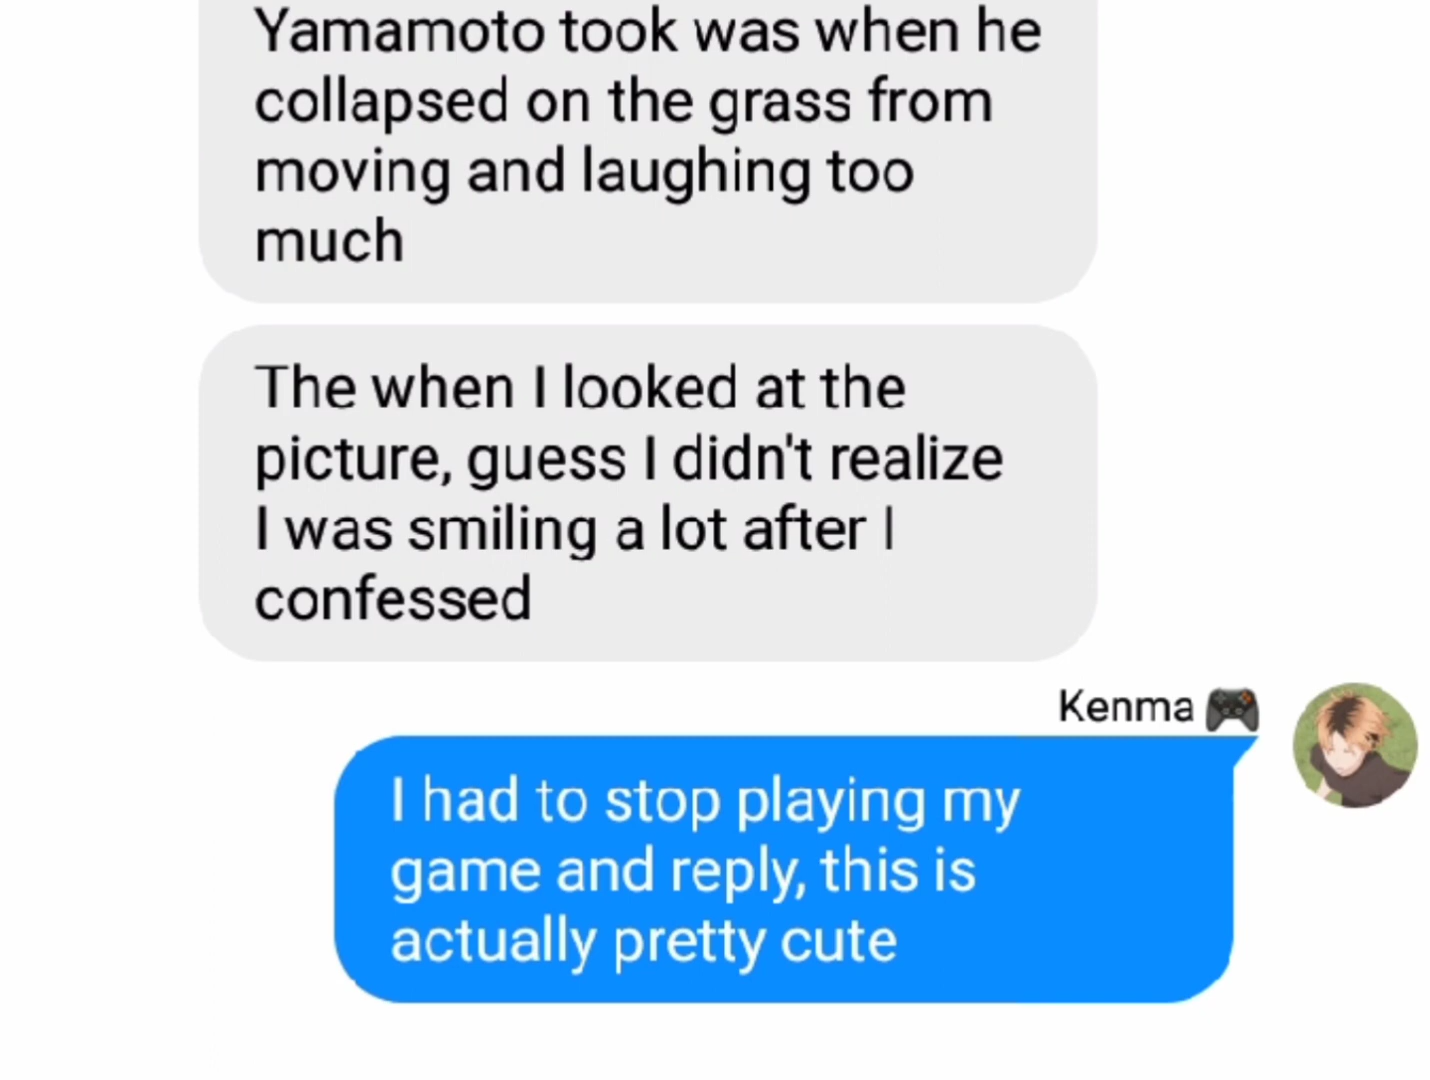 Yamamoto took was when he
collapsed on the grass from
moving and laughing too
much
The when I looked at the
picture, guess I didn't realize
I was smiling a lot after I
confessed
Kenma 🎮
I had to stop playing my
game and reply, this is
actually pretty cute